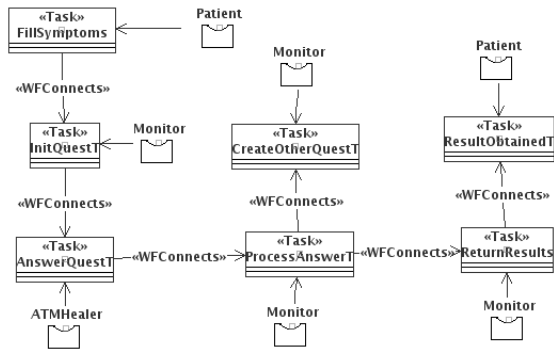 Patient
«Task»
FillSymptoms
«WFConnects»
Monitor
«Task»
InitQuestT
«WFConnects»
«Task»
AnswerQuestT
ATMHealer
«WFConnects»
Monitor
«Task»
CreateOtherQuestT
«WFConnects»
«Task»
ProcessAnswerT
Monitor
«WFConnects»
Patient
«Task»
ResultObtainedT
«WFConnects»
«Task»
ReturnResults
Monitor